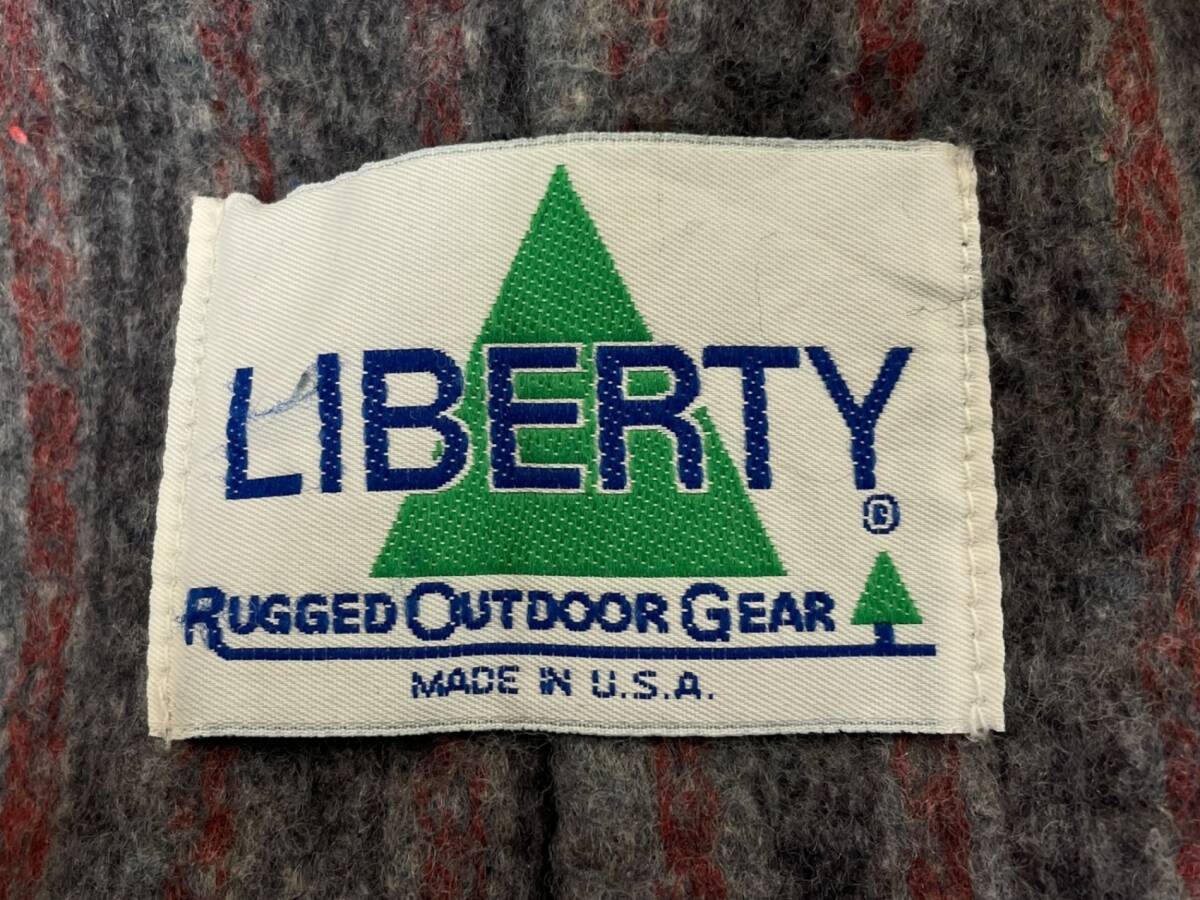 LIBERTY®
RUGGED OUTDOOR GEAR
MADE IN U.S.A.